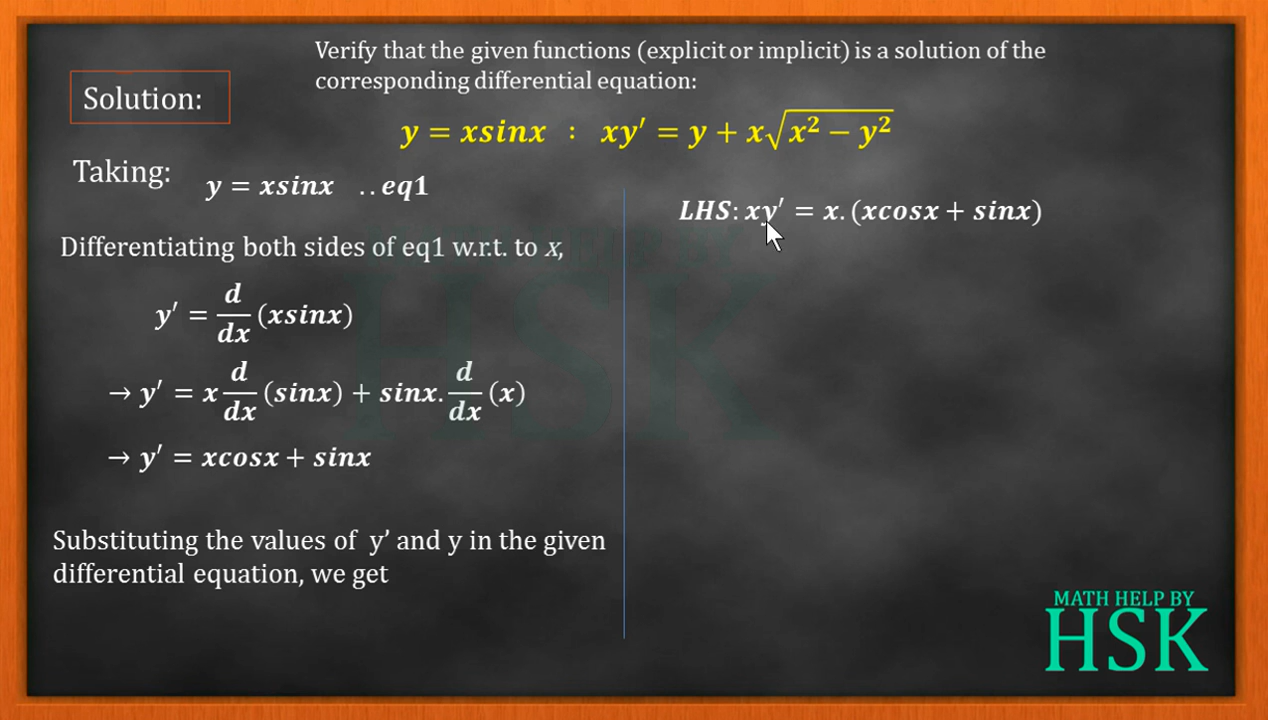 Verify that the given functions (explicit or implicit) is a solution of the
corresponding differential equation:
Solution:
y = xsinx : xy′ = y + x√(x² − y²)
Taking: y = xsinx ..eq1
Differentiating both sides of eq1 w.r.t. to x,
y′ = d/dx (xsinx)
→ y′ = x d/dx (sinx) + sinx. d/dx (x)
→ y′ = xcosx + sinx
Substituting the values of y’ and y in the given
differential equation, we get
LHS: xy′ = x.(xcosx + sinx)
MATH HELP BY
HSK